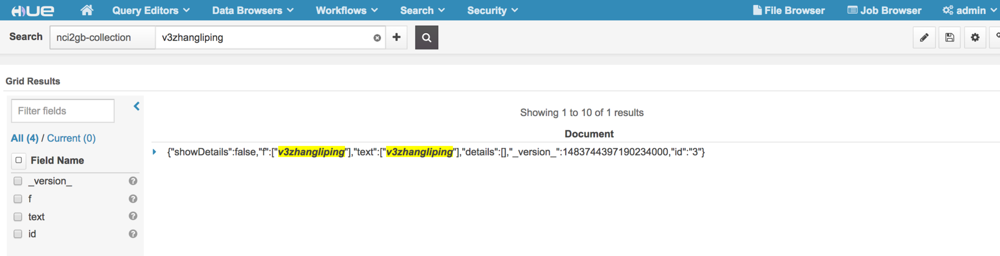 HUE Query Editors Data Browsers Workflows Search Security File Browser Job Browser admin
Search nci2gb-collection v3zhangliping
Grid Results
Filter fields
Showing 1 to 10 of 1 results
All (4) / Current (0)
Document
{"showDetails":false,"f":["v3zhangliping"],"text":["v3zhangliping"],"details":[],"_version_":1483744397190234000,"id":"3"}
Field Name
_version_
f
text
id